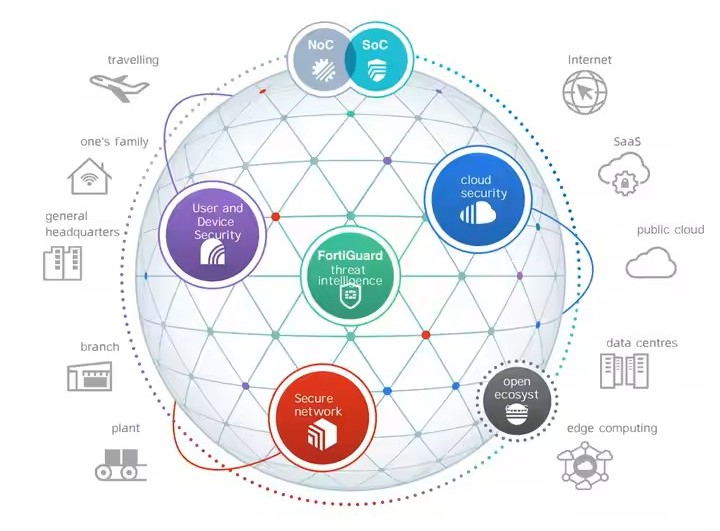 NoC
SoC
travelling
Internet
one's family
SaaS
cloud
security
User and
Device
Security
general
headquarters
public cloud
FortiGuard
threat
intelligence
branch
data centres
open
ecosyst
Secure
network
plant
edge computing